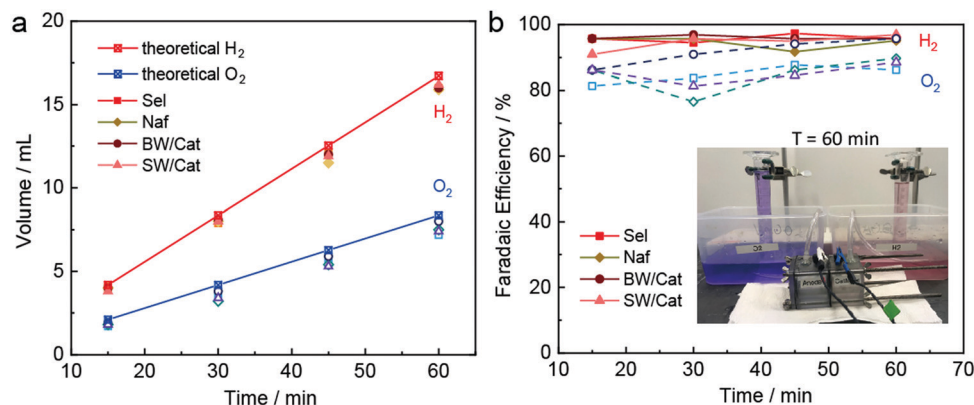 a
20
15
10
5
0
Volume / mL
10 20 30 40 50 60
Time / min
theoretical H₂
theoretical O₂
Sel
Naf
BW/Cat
SW/Cat
H₂
O₂
b
100
80
60
40
20
0
Faradaic Efficiency / %
10 20 30 40 50 60 70
Time / min
H₂
O₂
T = 60 min
Sel
Naf
BW/Cat
SW/Cat